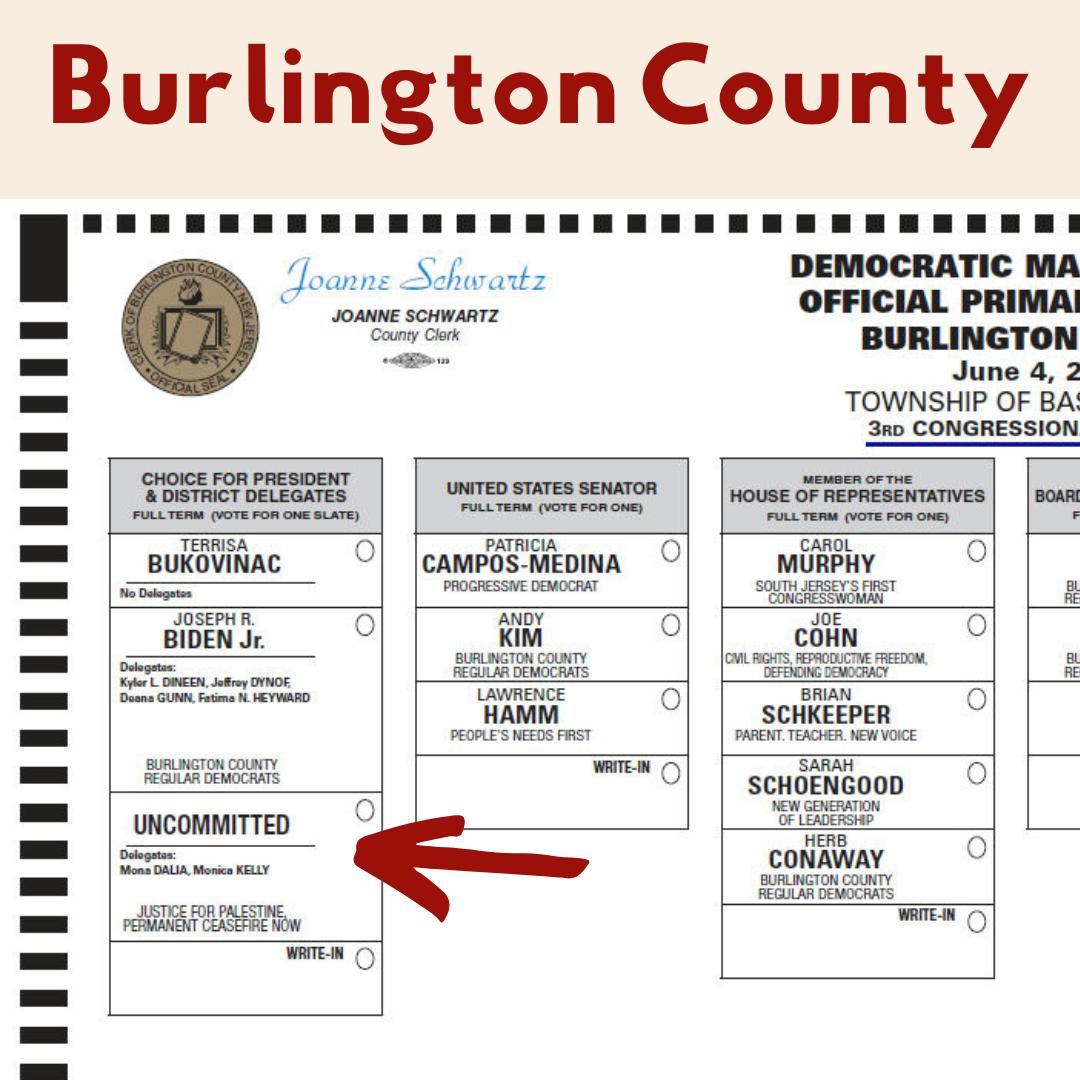 Burlington County
CLERK OF BURLINGTON COUNTY NEW JERSEY
• OFFICIAL SEAL •
Joanne Schwartz
JOANNE SCHWARTZ
County Clerk
123
DEMOCRATIC MA
OFFICIAL PRIMA
BURLINGTON
June 4, 2
TOWNSHIP OF BAS
3RD CONGRESSION
CHOICE FOR PRESIDENT
& DISTRICT DELEGATES
FULL TERM (VOTE FOR ONE SLATE)
TERRISA
BUKOVINAC
No Delegates
JOSEPH R.
BIDEN Jr.
Delegates:
Kyler L. DINEEN, Jeffrey DYNOF,
Deana GUNN, Fatima N. HEYWARD
BURLINGTON COUNTY
REGULAR DEMOCRATS
UNCOMMITTED
Delegates:
Mona DALIA, Monica KELLY
JUSTICE FOR PALESTINE,
PERMANENT CEASEFIRE NOW
WRITE-IN
UNITED STATES SENATOR
FULL TERM (VOTE FOR ONE)
PATRICIA
CAMPOS-MEDINA
PROGRESSIVE DEMOCRAT
ANDY
KIM
BURLINGTON COUNTY
REGULAR DEMOCRATS
LAWRENCE
HAMM
PEOPLE'S NEEDS FIRST
WRITE-IN
MEMBER OF THE
HOUSE OF REPRESENTATIVES
FULL TERM (VOTE FOR ONE)
CAROL
MURPHY
SOUTH JERSEY'S FIRST
CONGRESSWOMAN
JOE
COHN
CIVIL RIGHTS, REPRODUCTIVE FREEDOM,
DEFENDING DEMOCRACY
BRIAN
SCHKEEPER
PARENT. TEACHER. NEW VOICE
SARAH
SCHOENGOOD
NEW GENERATION
OF LEADERSHIP
HERB
CONAWAY
BURLINGTON COUNTY
REGULAR DEMOCRATS
WRITE-IN
BOARD
F
BU
RE
BU
RE